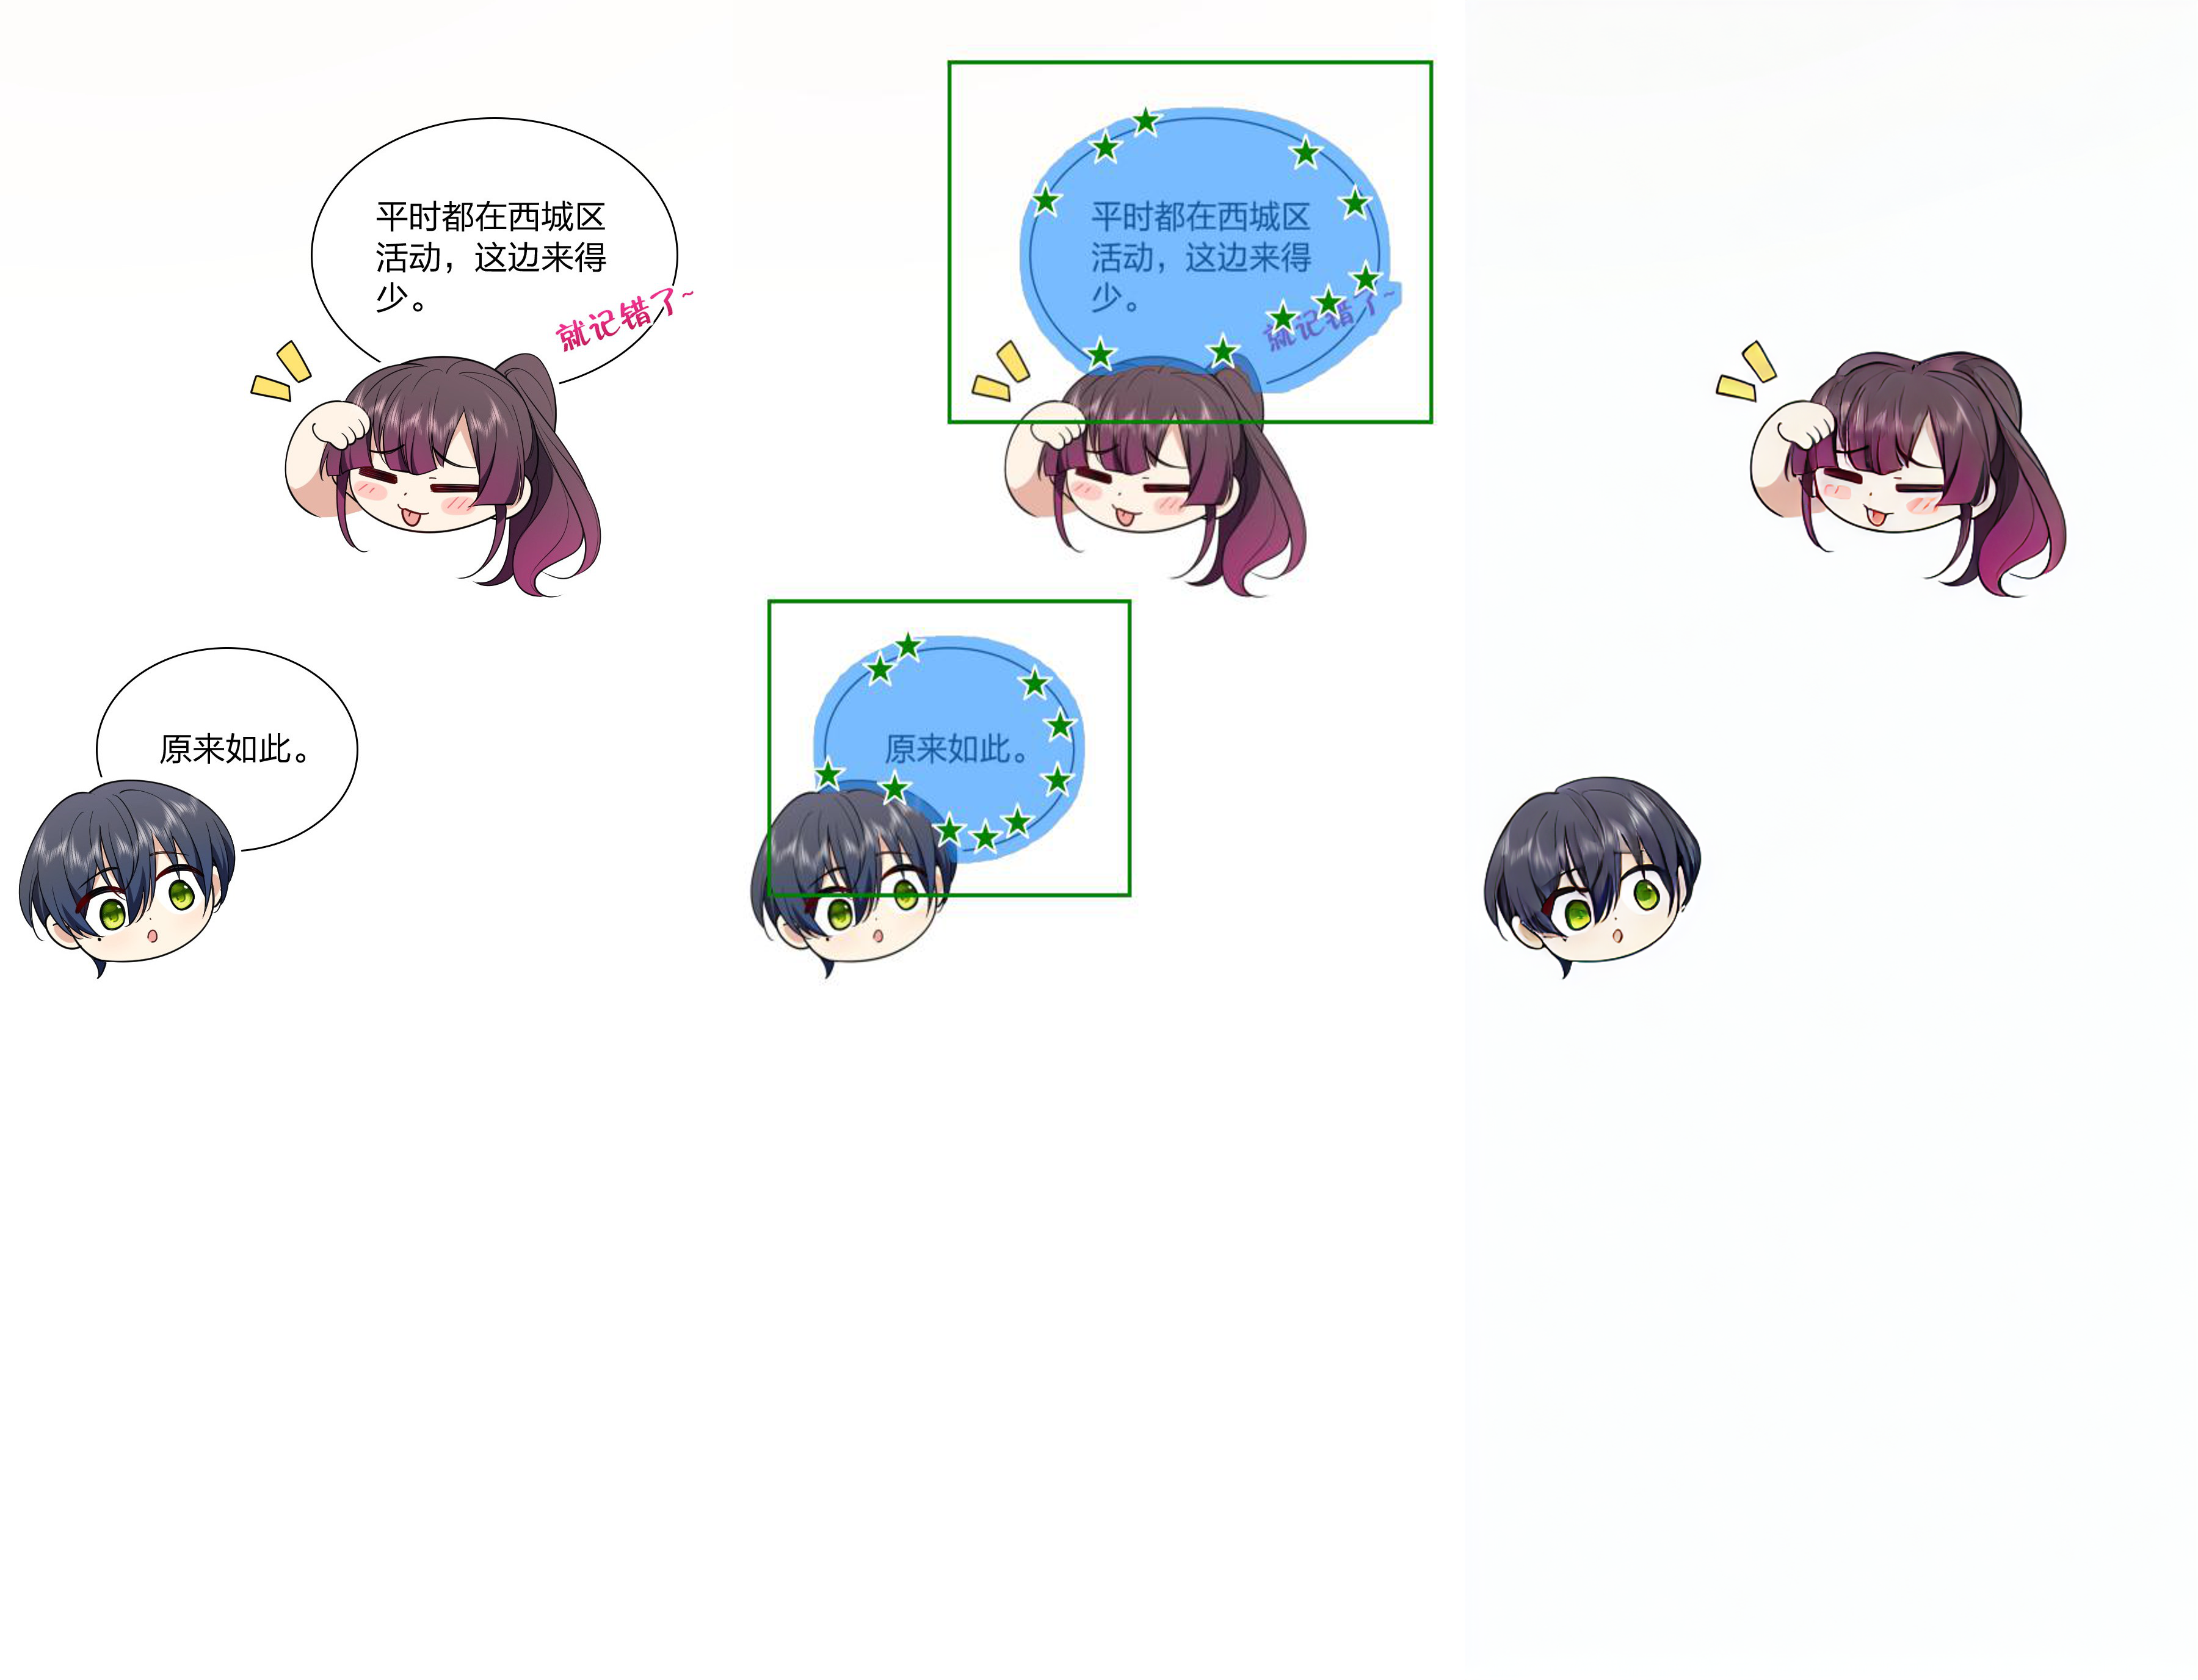 平时都在西城区
活动，这边来得
少。
就记错了~
原来如此。
平时都在西城区
活动，这边来得
少。
就记错了~
原来如此。